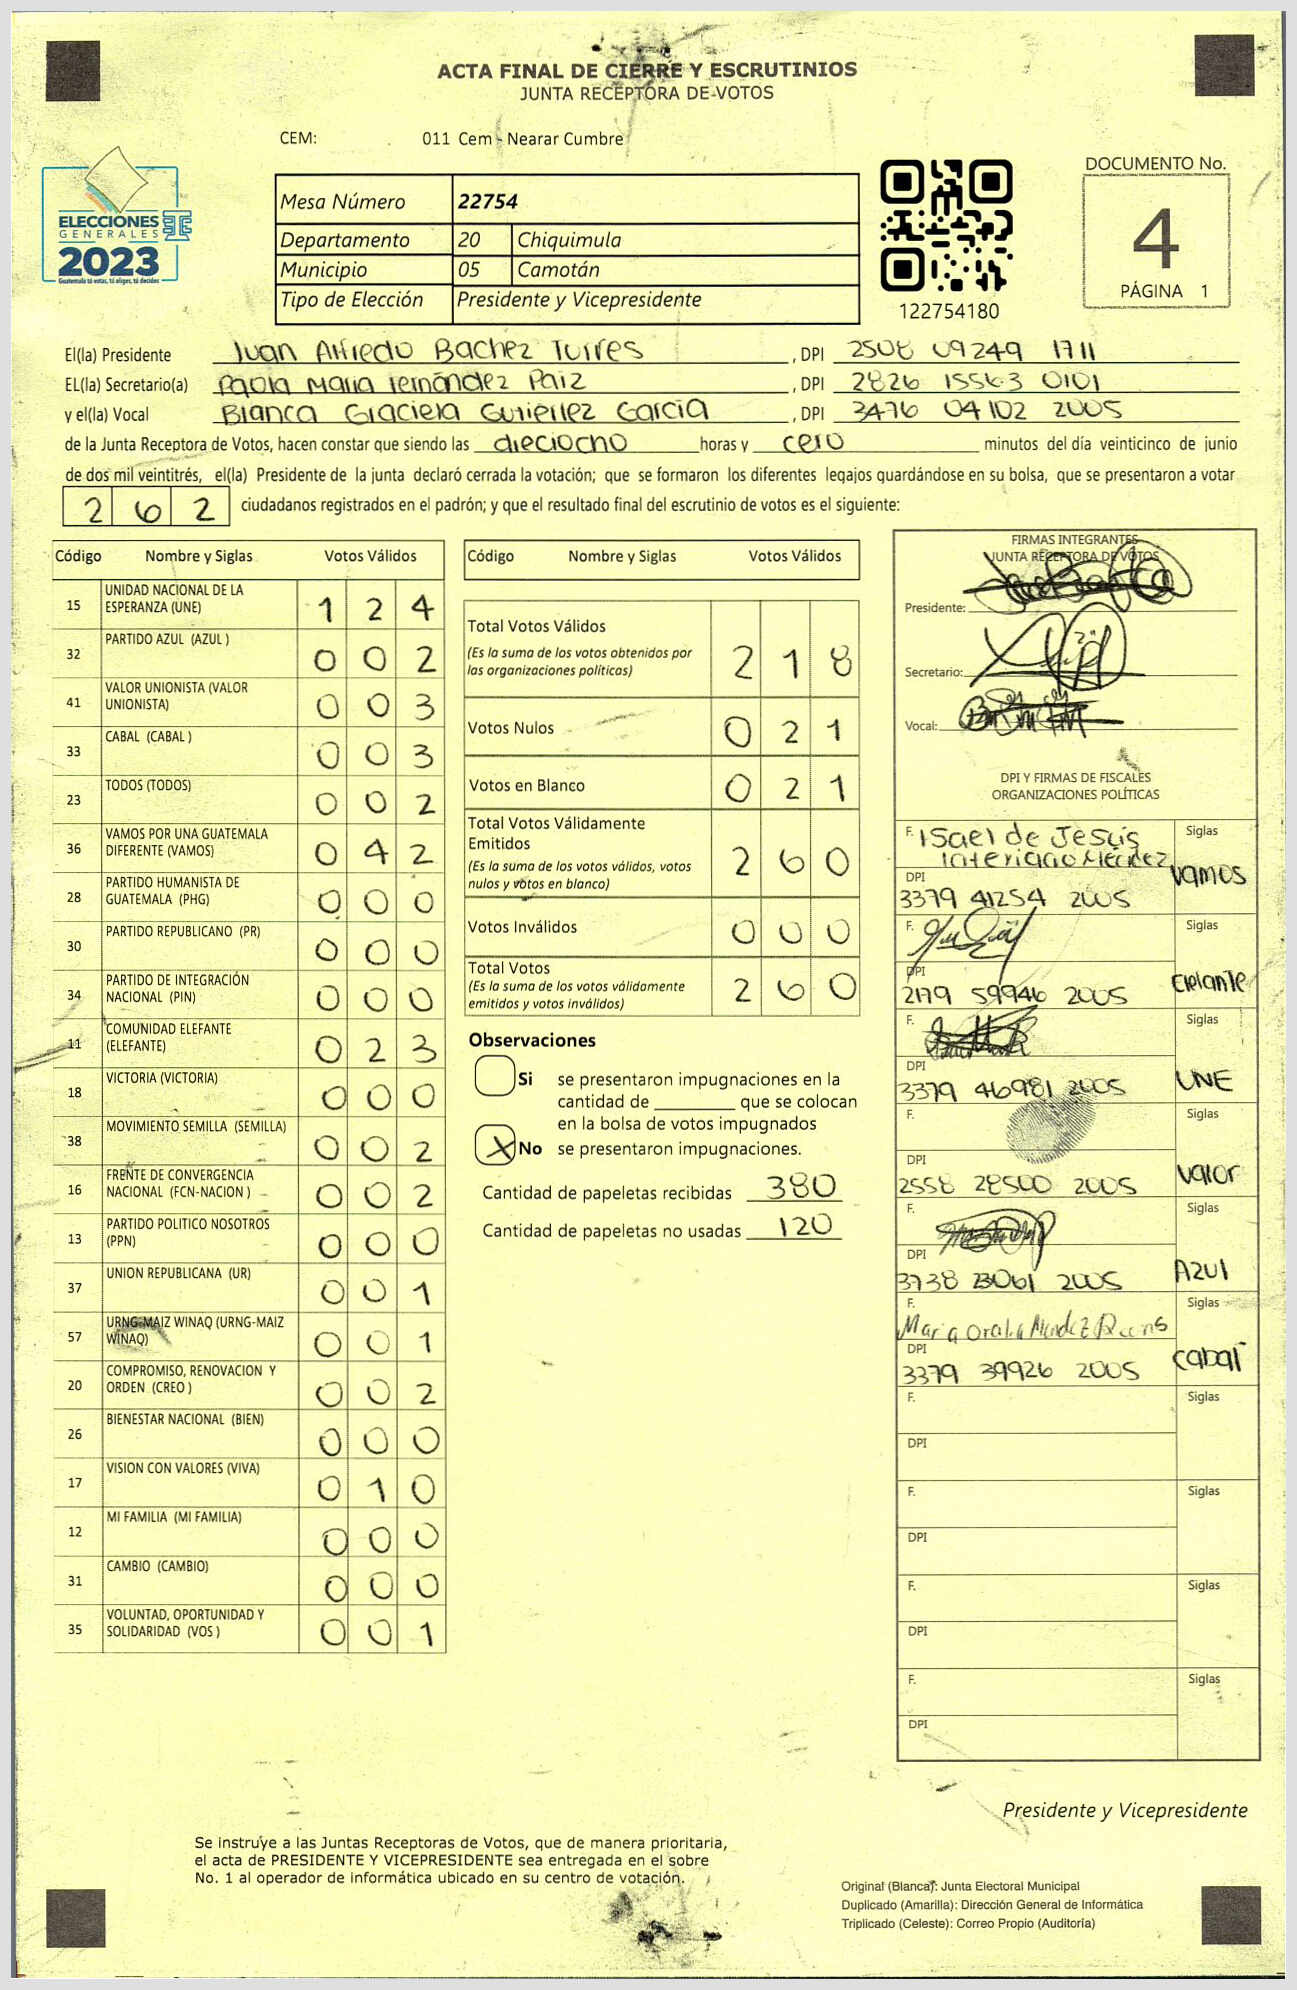 ACTA FINAL DE CIERRE Y ESCRUTINIOS
JUNTA RECEPTORA DE VOTOS
CEM: 011 Cem - Nearar Cumbre
ELECCIONES
GENERALES
2023
Guatemala tú votas, tú eliges, tú decides
Mesa Número 22754
Departamento 20 Chiquimula
Municipio 05 Camotán
Tipo de Elección Presidente y Vicepresidente
122754180
DOCUMENTO No.
4
PÁGINA 1
El(la) Presidente Juan Alfredo Bachez Turres , DPI 2508 09249 1711
EL(la) Secretario(a) Paola Maria Fernández Paiz , DPI 2826 15563 0101
y el(la) Vocal Blanca Graciela Gutierrez Garcia , DPI 3476 04102 2005
de la Junta Receptora de Votos, hacen constar que siendo las dieciocho horas y cero minutos del día veinticinco de junio
de dos mil veintitrés, el(la) Presidente de la junta declaró cerrada la votación; que se formaron los diferentes legajos guardándose en su bolsa, que se presentaron a votar
262 ciudadanos registrados en el padrón; y que el resultado final del escrutinio de votos es el siguiente:
Código Nombre y Siglas Votos Válidos
15 UNIDAD NACIONAL DE LA
ESPERANZA (UNE) 1 2 4
32 PARTIDO AZUL (AZUL ) 0 0 2
41 VALOR UNIONISTA (VALOR
UNIONISTA) 0 0 3
33 CABAL (CABAL ) 0 0 3
23 TODOS (TODOS) 0 0 2
36 VAMOS POR UNA GUATEMALA
DIFERENTE (VAMOS) 0 4 2
28 PARTIDO HUMANISTA DE
GUATEMALA (PHG) 0 0 0
30 PARTIDO REPUBLICANO (PR) 0 0 0
34 PARTIDO DE INTEGRACIÓN
NACIONAL (PIN) 0 0 0
11 COMUNIDAD ELEFANTE
(ELEFANTE) 0 2 3
18 VICTORIA (VICTORIA) 0 0 0
38 MOVIMIENTO SEMILLA (SEMILLA) 0 0 2
16 FRENTE DE CONVERGENCIA
NACIONAL (FCN-NACION ) 0 0 2
13 PARTIDO POLITICO NOSOTROS
(PPN) 0 0 0
37 UNION REPUBLICANA (UR) 0 0 1
57 URNG-MAIZ WINAQ (URNG-MAIZ
WINAQ) 0 0 1
20 COMPROMISO, RENOVACION Y
ORDEN (CREO ) 0 0 2
26 BIENESTAR NACIONAL (BIEN) 0 0 0
17 VISION CON VALORES (VIVA) 0 1 0
12 MI FAMILIA (MI FAMILIA) 0 0 0
31 CAMBIO (CAMBIO) 0 0 0
35 VOLUNTAD, OPORTUNIDAD Y
SOLIDARIDAD (VOS ) 0 0 1
Código Nombre y Siglas Votos Válidos
Total Votos Válidos
(Es la suma de los votos obtenidos por
las organizaciones políticas) 2 1 8
Votos Nulos 0 2 1
Votos en Blanco 0 2 1
Total Votos Válidamente
Emitidos
(Es la suma de los votos válidos, votos
nulos y votos en blanco) 2 6 0
Votos Inválidos 0 0 0
Total Votos
(Es la suma de los votos válidamente
emitidos y votos inválidos) 2 6 0
Observaciones
Si se presentaron impugnaciones en la
cantidad de ________ que se colocan
en la bolsa de votos impugnados
X No se presentaron impugnaciones.
Cantidad de papeletas recibidas 380
Cantidad de papeletas no usadas 120
FIRMAS INTEGRANTES
JUNTA RECEPTORA DE VOTOS
Presidente:
Secretario:
Vocal:
DPI Y FIRMAS DE FISCALES
ORGANIZACIONES POLÍTICAS
F. Isael de Jesús Siglas
Interiano Méndez
DPI vamos
3379 41254 2005
F. Siglas
DPI Elefante
2179 59946 2005
F. Siglas
DPI UNE
3379 46981 2005
F. Siglas
DPI valor
2558 28500 2005
F. Siglas
DPI Azul
3738 23061 2005
F. Siglas
Maria Oralia Mendez
DPI cabal
3379 39926 2005
F. Siglas
DPI
F. Siglas
DPI
F. Siglas
DPI
F. Siglas
DPI
Presidente y Vicepresidente
Se instruye a las Juntas Receptoras de Votos, que de manera prioritaria,
el acta de PRESIDENTE Y VICEPRESIDENTE sea entregada en el sobre
No. 1 al operador de informática ubicado en su centro de votación.
Original (Blanca): Junta Electoral Municipal
Duplicado (Amarilla): Dirección General de Informática
Triplicado (Celeste): Correo Propio (Auditoría)